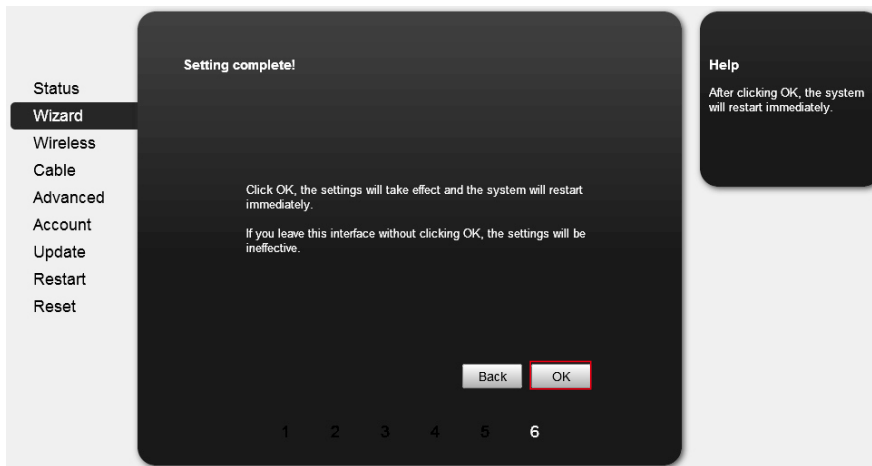 Status
Wizard
Wireless
Cable
Advanced
Account
Update
Restart
Reset
Setting complete!
Click OK, the settings will take effect and the system will restart
immediately.
If you leave this interface without clicking OK, the settings will be
ineffective.
Back
OK
1 2 3 4 5 6
Help
After clicking OK, the system
will restart immediately.